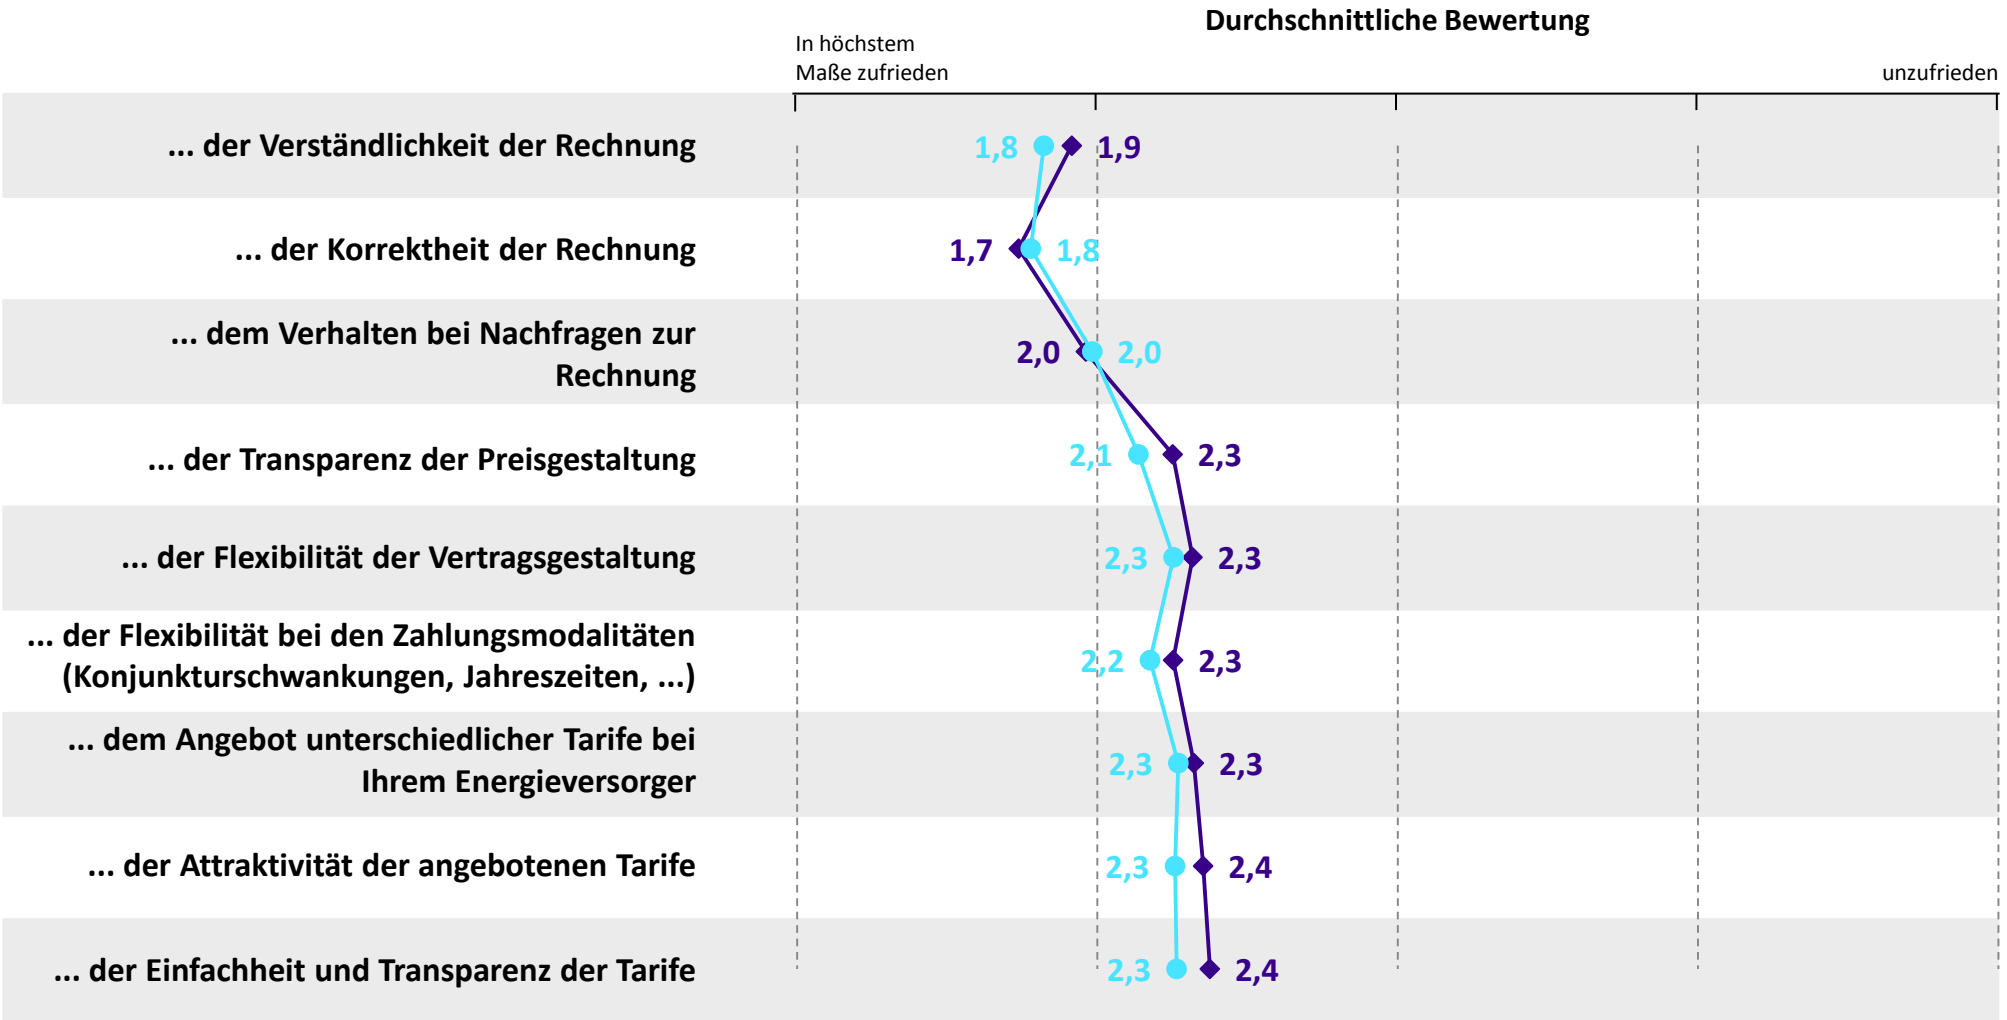 Durchschnittliche Bewertung
In höchstem
Maße zufrieden
unzufrieden
... der Verständlichkeit der Rechnung
1,8
1,9
... der Korrektheit der Rechnung
1,7
1,8
... dem Verhalten bei Nachfragen zur
Rechnung
2,0
2,0
... der Transparenz der Preisgestaltung
2,1
2,3
... der Flexibilität der Vertragsgestaltung
2,3
2,3
... der Flexibilität bei den Zahlungsmodalitäten
(Konjunkturschwankungen, Jahreszeiten, ...)
2,2
2,3
... dem Angebot unterschiedlicher Tarife bei
Ihrem Energieversorger
2,3
2,3
... der Attraktivität der angebotenen Tarife
2,3
2,4
... der Einfachheit und Transparenz der Tarife
2,3
2,4